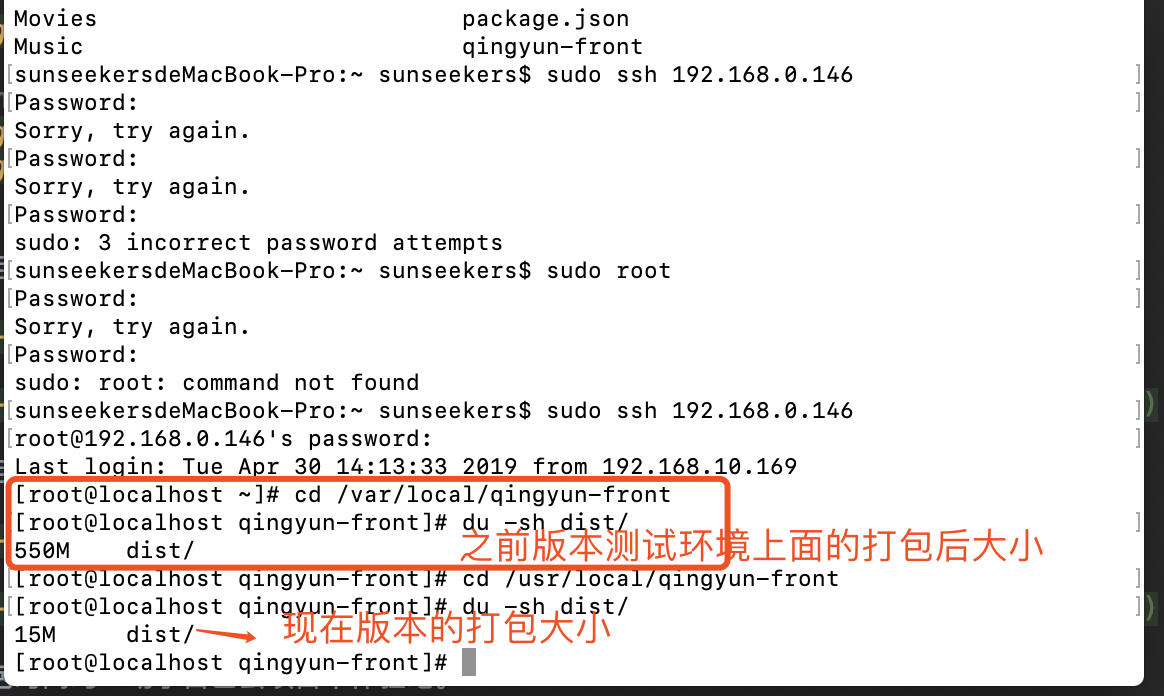 Movies package.json
Music qingyun-front
[sunseekersdeMacBook-Pro:~ sunseekers$ sudo ssh 192.168.0.146 ]
[Password: ]
Sorry, try again.
[Password: ]
Sorry, try again.
[Password: ]
sudo: 3 incorrect password attempts
[sunseekersdeMacBook-Pro:~ sunseekers$ sudo root ]
[Password: ]
Sorry, try again.
[Password: ]
sudo: root: command not found
[sunseekersdeMacBook-Pro:~ sunseekers$ sudo ssh 192.168.0.146 ]
[root@192.168.0.146's password: ]
Last login: Tue Apr 30 14:13:33 2019 from 192.168.10.169
[root@localhost ~]# cd /var/local/qingyun-front
[root@localhost qingyun-front]# du -sh dist/ ]
550M dist/
之前版本测试环境上面的打包后大小
[[root@localhost qingyun-front]# cd /usr/local/qingyun-front ]
[[root@localhost qingyun-front]# du -sh dist/ ]
15M dist/
现在版本的打包大小
[root@localhost qingyun-front]#